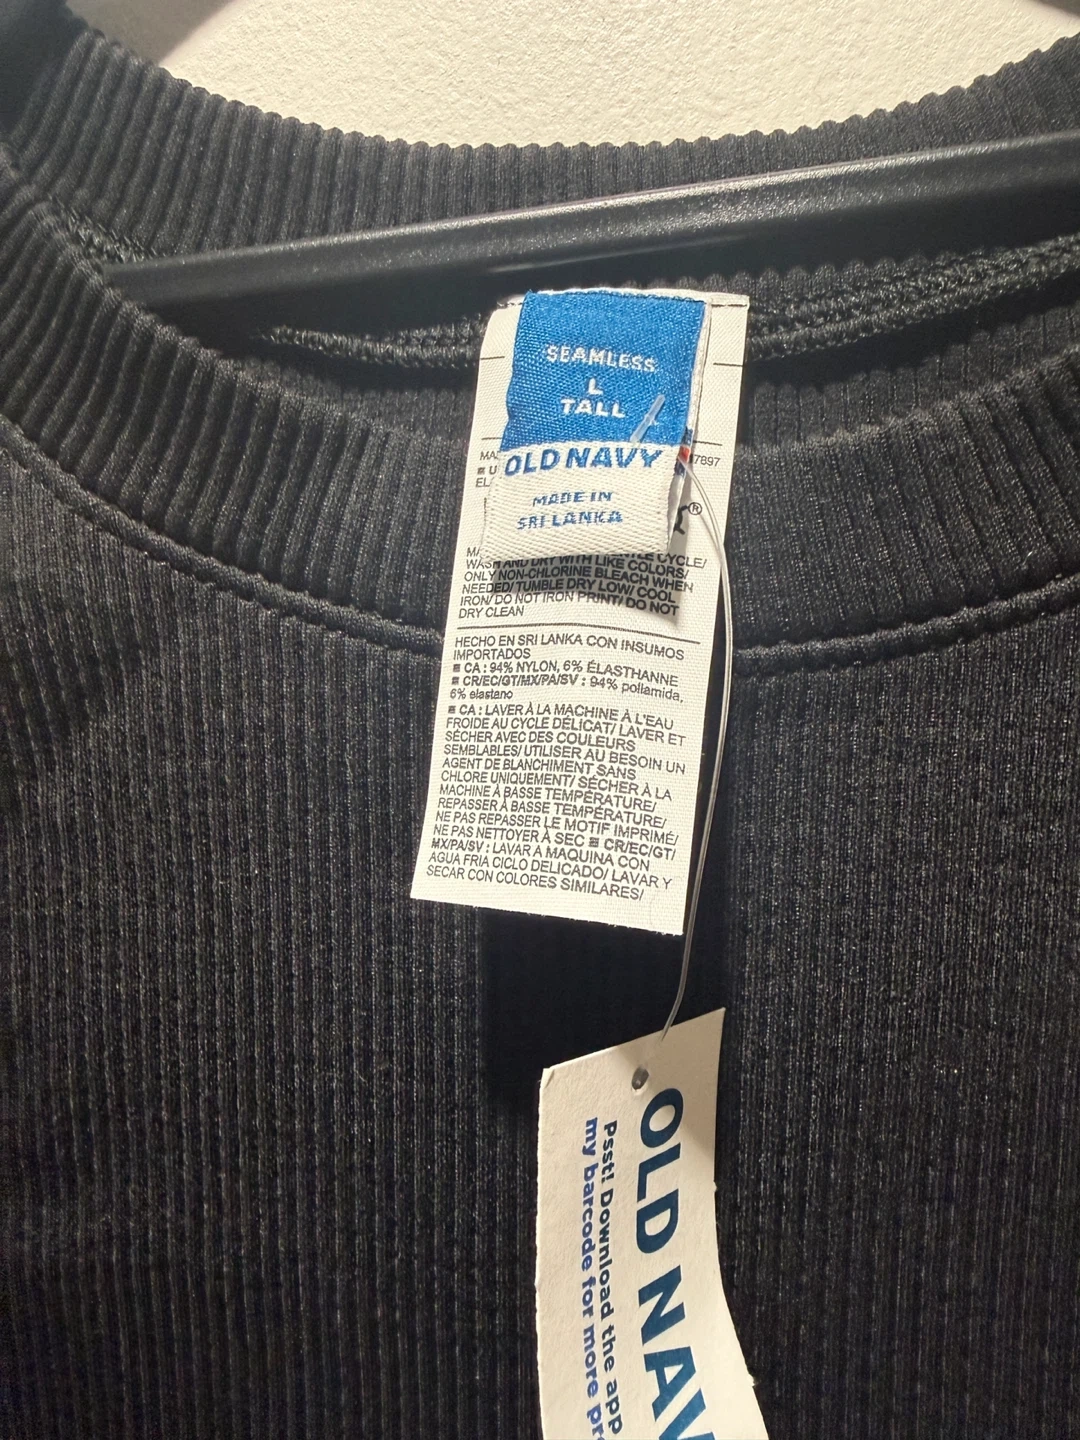 SEAMLESS
L
TALL
OLD NAVY
MADE IN
SRI LANKA
7897
®
GENTLE CYCLE/
WASH AND DRY WITH LIKE COLORS/
ONLY NON-CHLORINE BLEACH WHEN
NEEDED/ TUMBLE DRY LOW/ COOL
IRON/ DO NOT IRON PRINT/ DO NOT
DRY CLEAN
HECHO EN SRI LANKA CON INSUMOS
IMPORTADOS
■ CA : 94% NYLON, 6% ÉLASTHANNE
■ CR/EC/GT/MX/PA/SV : 94% poliamida,
6% elastano
■ CA : LAVER À LA MACHINE À L'EAU
FROIDE AU CYCLE DÉLICAT/ LAVER ET
SÉCHER AVEC DES COULEURS
SEMBLABLES/ UTILISER AU BESOIN UN
AGENT DE BLANCHIMENT SANS
CHLORE UNIQUEMENT/ SÉCHER À LA
MACHINE À BASSE TEMPÉRATURE/
REPASSER À BASSE TEMPÉRATURE/
NE PAS REPASSER LE MOTIF IMPRIMÉ/
NE PAS NETTOYER À SEC ■ CR/EC/GT/
MX/PA/SV : LAVAR A MAQUINA CON
AGUA FRIA CICLO DELICADO/ LAVAR Y
SECAR CON COLORES SIMILARES/
OLD NAV
Psst! Download the app
my barcode for more pr